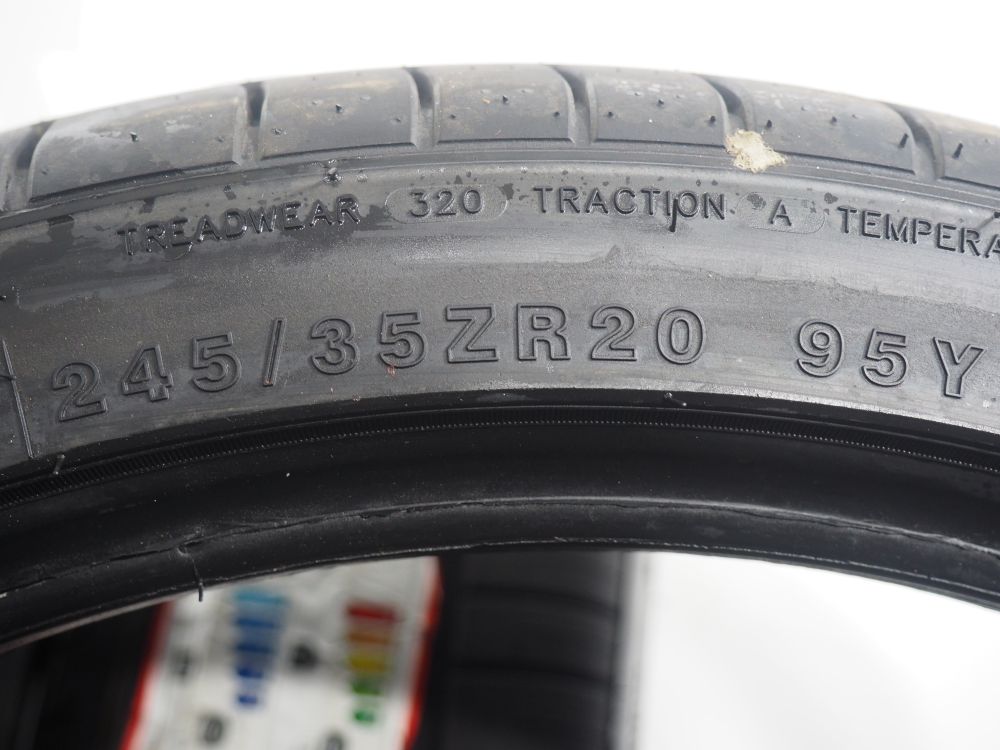 TREADWEAR 320 TRACTION A TEMPERA
245/35ZR20 95Y